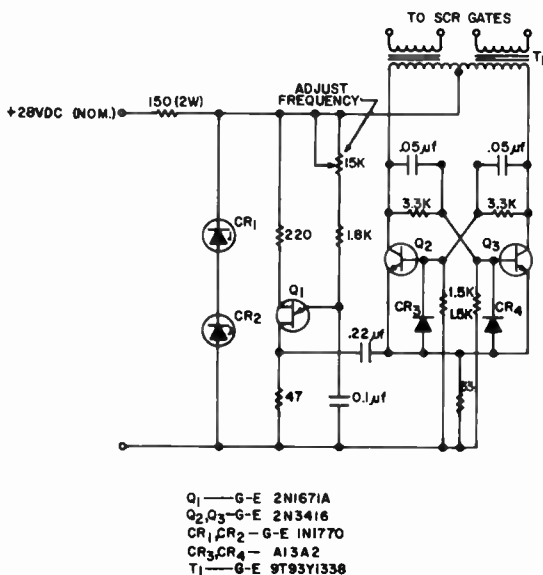 TO SCR GATES
T1
ADJUST
FREQUENCY
+28VDC (NOM.)
150 (2W)
15K
.05µf
.05µf
3.3K
3.3K
CR1
220
1.8K
Q2
Q3
Q1
CR2
1.5K
1.5K
CR3
CR4
.22µf
47
0.1µf
33
Q1——G-E 2N1671A
Q2,Q3—G-E 2N3416
CR1,CR2—G-E 1N1770
CR3,CR4— A13A2
T1——G-E 9T93Y1338